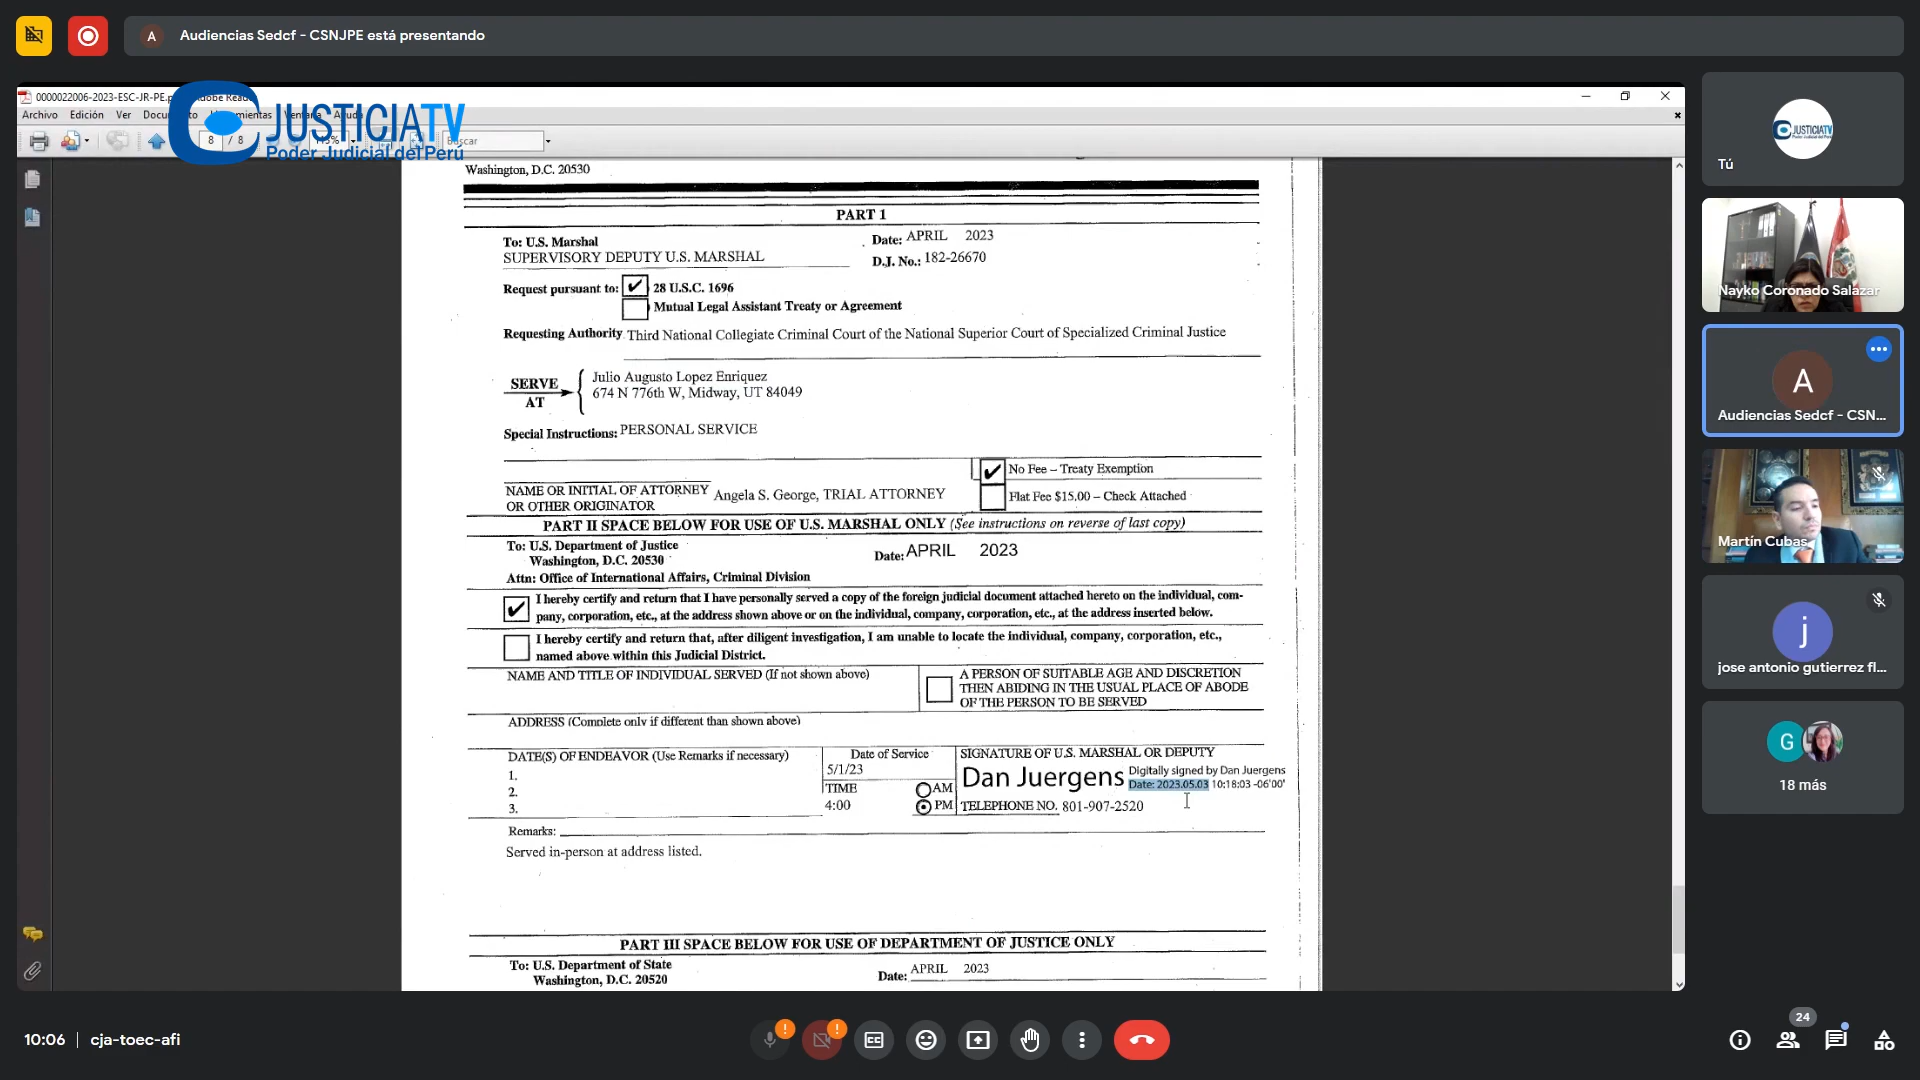 A Audiencias Sedcf - CSNJPE está presentando
0000022006-2023-ESC-JR-PE.p
Archivo Edición Ver
JUSTICIATV
Poder Judicial del Perú
8 / 8
Washington, D.C. 20530
PART 1
To: U.S. Marshal
SUPERVISORY DEPUTY U.S. MARSHAL
Date: APRIL 2023
D.J. No.: 182-26670
Request pursuant to: ✔ 28 U.S.C. 1696
Mutual Legal Assistant Treaty or Agreement
Requesting Authority Third National Collegiate Criminal Court of the National Superior Court of Specialized Criminal Justice
SERVE AT
Julio Augusto Lopez Enriquez
674 N 776th W, Midway, UT 84049
Special Instructions: PERSONAL SERVICE
✔ No Fee – Treaty Exemption
Flat Fee $15.00 – Check Attached
NAME OR INITIAL OF ATTORNEY
OR OTHER ORIGINATOR
Angela S. George, TRIAL ATTORNEY
PART II SPACE BELOW FOR USE OF U.S. MARSHAL ONLY (See instructions on reverse of last copy)
To: U.S. Department of Justice
Washington, D.C. 20530
Date: APRIL 2023
Attn: Office of International Affairs, Criminal Division
✔ I hereby certify and return that I have personally served a copy of the foreign judicial document attached hereto on the individual, com-
pany, corporation, etc., at the address shown above or on the individual, company, corporation, etc., at the address inserted below.
I hereby certify and return that, after diligent investigation, I am unable to locate the individual, company, corporation, etc.,
named above within this Judicial District.
NAME AND TITLE OF INDIVIDUAL SERVED (If not shown above)
A PERSON OF SUITABLE AGE AND DISCRETION
THEN ABIDING IN THE USUAL PLACE OF ABODE
OF THE PERSON TO BE SERVED
ADDRESS (Complete only if different than shown above)
DATE(S) OF ENDEAVOR (Use Remarks if necessary)
1.
2.
3.
Date of Service
5/1/23
TIME
4:00
AM
PM
SIGNATURE OF U.S. MARSHAL OR DEPUTY
Dan Juergens
Digitally signed by Dan Juergens
Date: 2023.05.03 10:18:03 -06'00'
TELEPHONE NO. 801-907-2520
Remarks:
Served in-person at address listed.
PART III SPACE BELOW FOR USE OF DEPARTMENT OF JUSTICE ONLY
To: U.S. Department of State
Washington, D.C. 20520
Date: APRIL 2023
JUSTICIATV
Tú
Nayko Coronado Salazar
A
Audiencias Sedcf - CSN...
Martín Cubas
j
jose antonio gutierrez fl...
G
18 más
10:06 cja-toec-afi
24